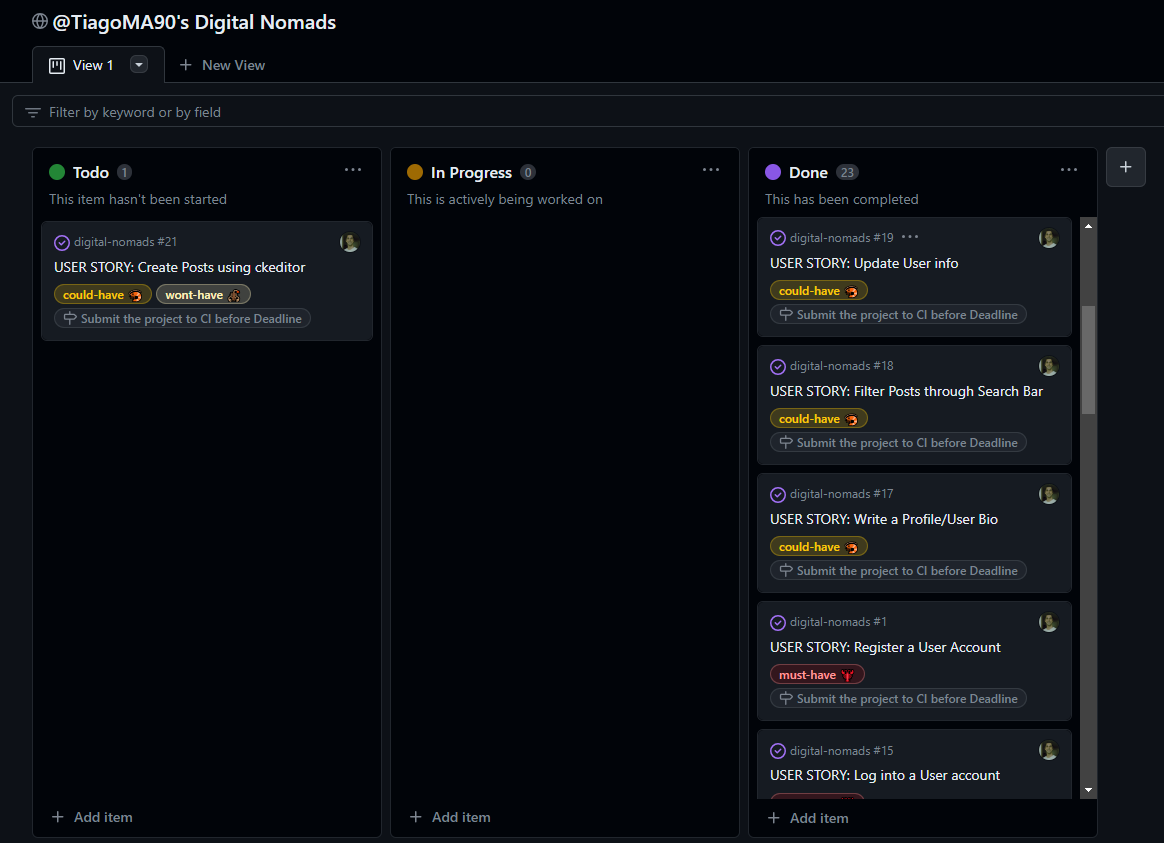 @TiagoMA90's Digital Nomads
View 1
New View
Filter by keyword or by field
Todo 1
This item hasn't been started
digital-nomads #21
USER STORY: Create Posts using ckeditor
could-have wont-have
Submit the project to CI before Deadline
Add item
In Progress 0
This is actively being worked on
Add item
Done 23
This has been completed
digital-nomads #19
USER STORY: Update User info
could-have
Submit the project to CI before Deadline
digital-nomads #18
USER STORY: Filter Posts through Search Bar
could-have
Submit the project to CI before Deadline
digital-nomads #17
USER STORY: Write a Profile/User Bio
could-have
Submit the project to CI before Deadline
digital-nomads #1
USER STORY: Register a User Account
must-have
Submit the project to CI before Deadline
digital-nomads #15
USER STORY: Log into a User account
Add item